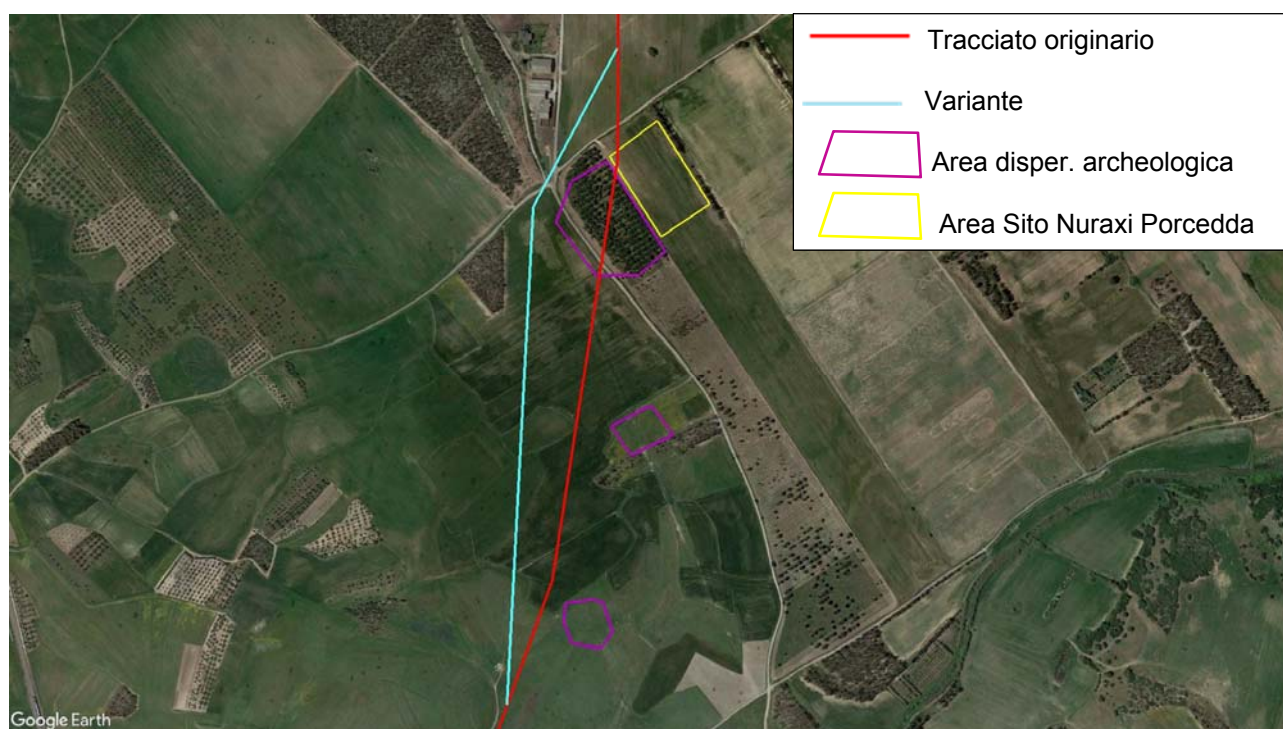 Tracciato originario
Variante
Area disper. archeologica
Area Sito Nuraxi Porcedda
Google Earth